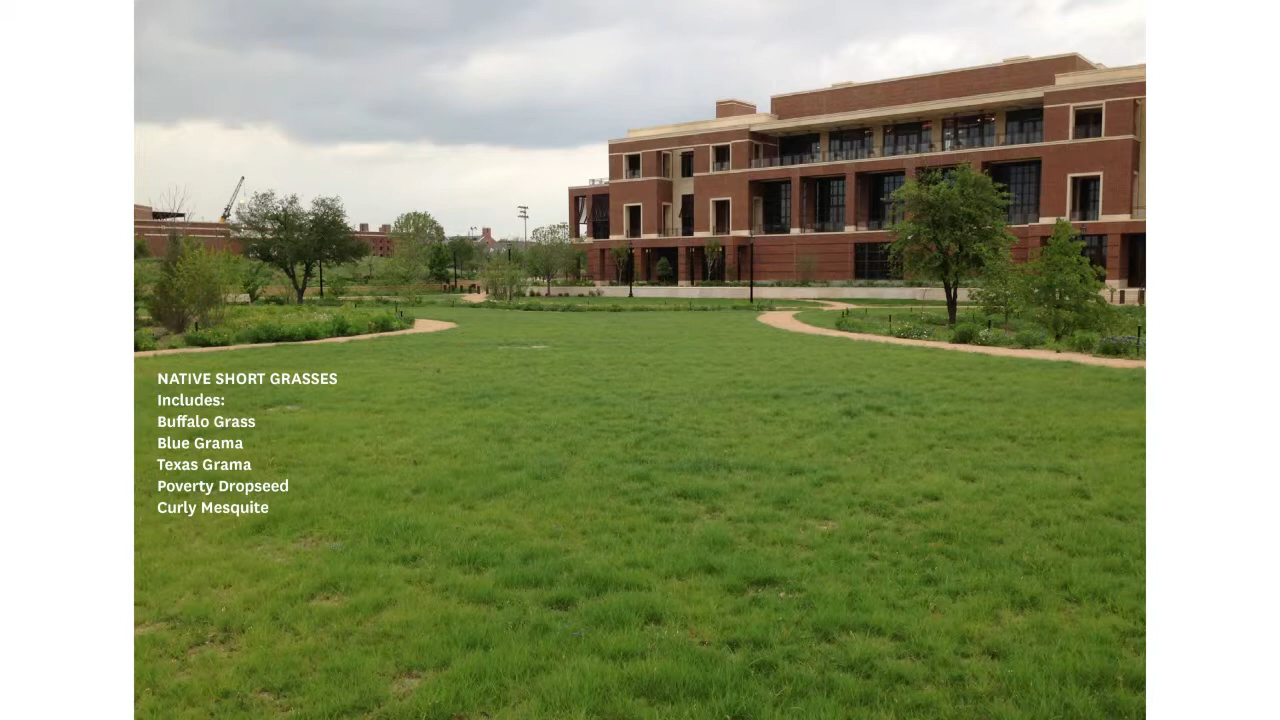 NATIVE SHORT GRASSES
Includes:
Buffalo Grass
Blue Grama
Texas Grama
Poverty Dropseed
Curly Mesquite